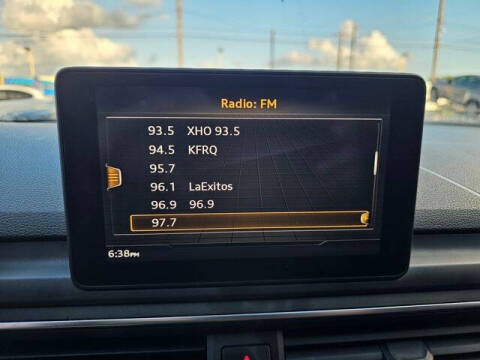 Radio: FM
93.5 XHO 93.5
94.5 KFRQ
95.7
96.1 LaExitos
96.9 96.9
97.7
6:38PM